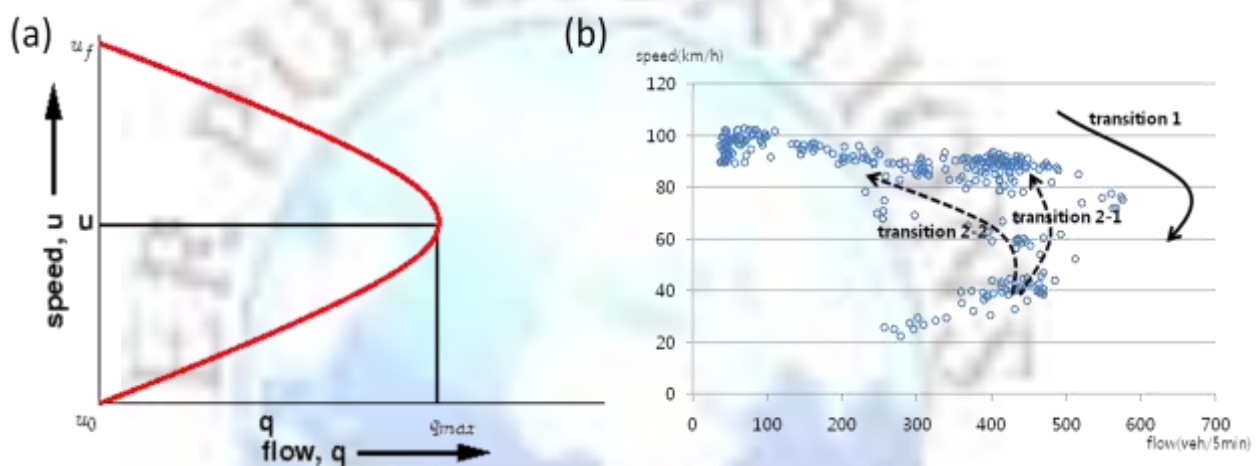 (a)
u_f
speed, u
u
u_0
q
q_max
flow, q
(b)
speed(km/h)
120
100
80
60
40
20
0
transition 1
transition 2-1
transition 2-2
0 100 200 300 400 500 600 700
flow(veh/5min)